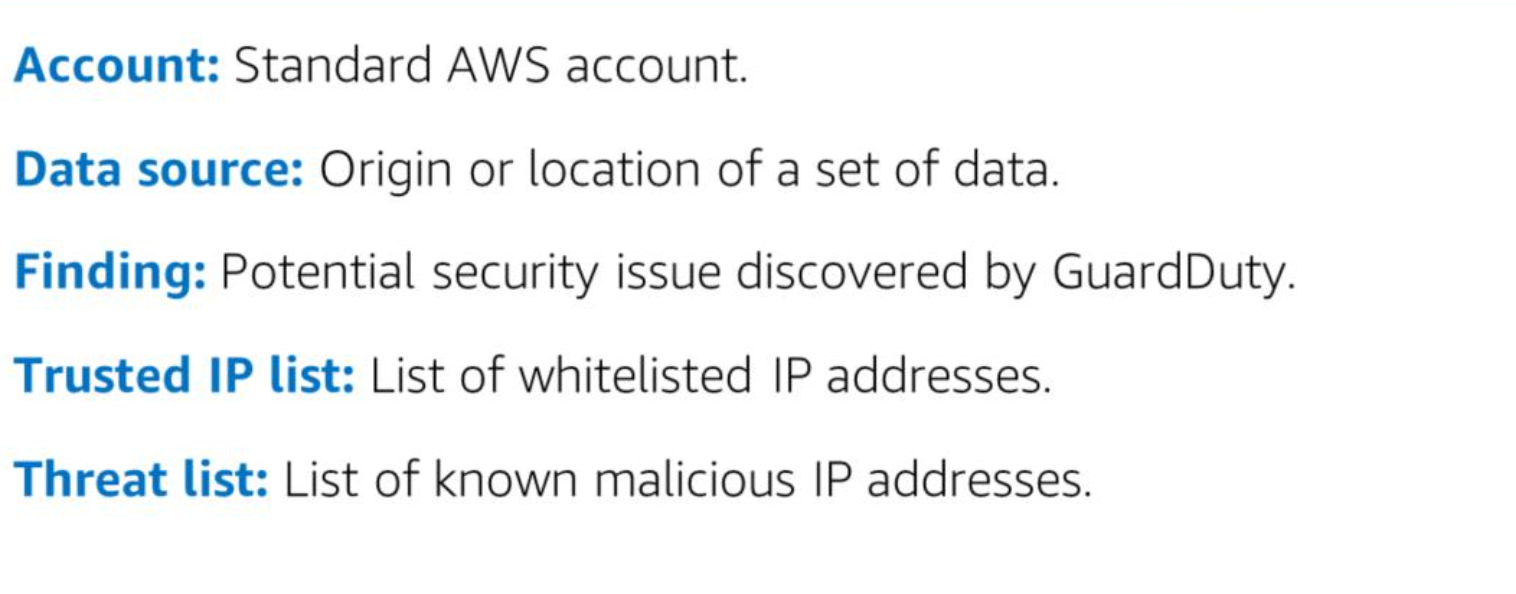 Account: Standard AWS account.
Data source: Origin or location of a set of data.
Finding: Potential security issue discovered by GuardDuty.
Trusted IP list: List of whitelisted IP addresses.
Threat list: List of known malicious IP addresses.